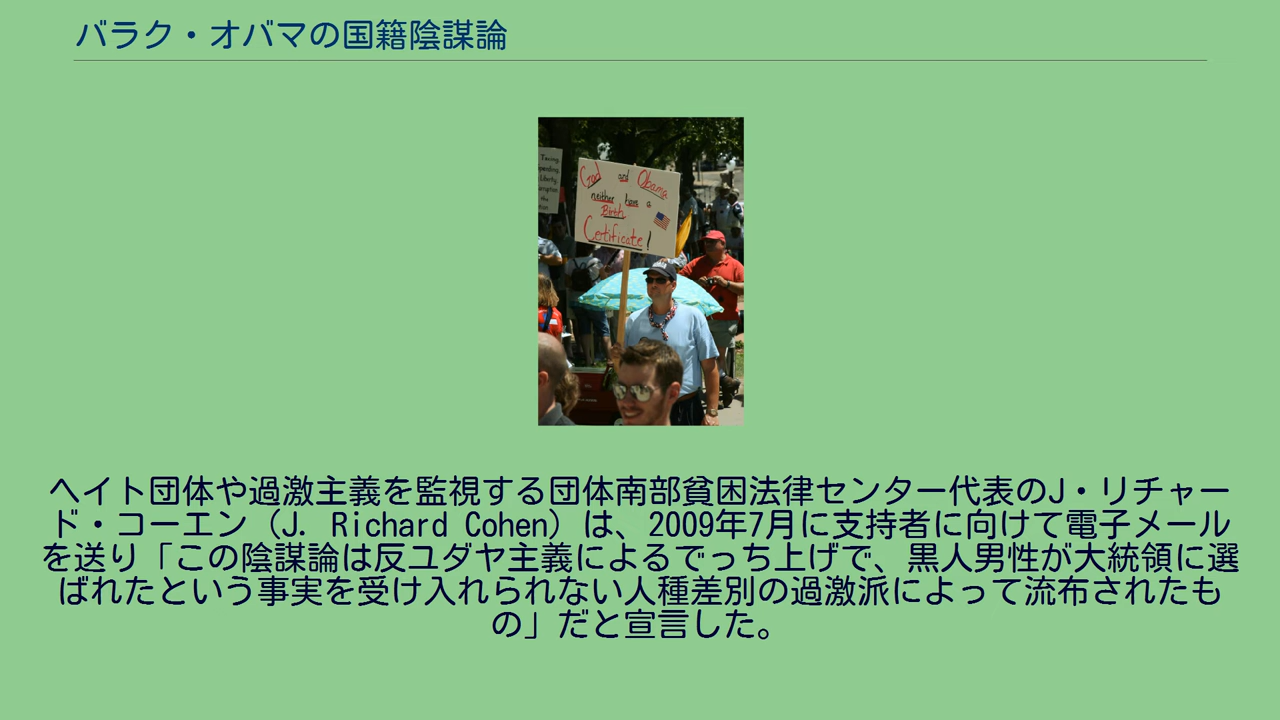 バラク・オバマの国籍陰謀論
Taxing,
God and Obama
neither have a
Birth
Certificate!
ヘイト団体や過激主義を監視する団体南部貧困法律センター代表のJ・リチャー
ド・コーエン（J. Richard Cohen）は、2009年7月に支持者に向けて電子メール
を送り「この陰謀論は反ユダヤ主義によるでっち上げで、黒人男性が大統領に選
ばれたという事実を受け入れられない人種差別の過激派によって流布されたも
の」だと宣言した。